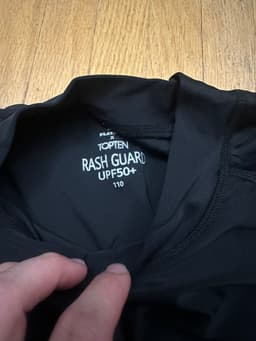 TOPTEN
RASH GUARD
UPF50+
110